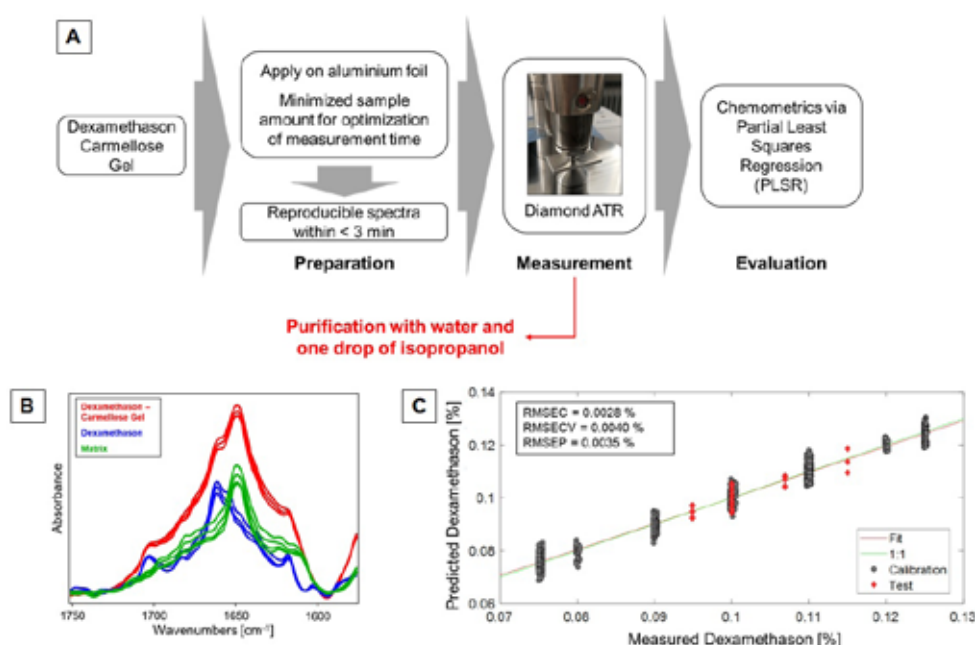 A
Dexamethason
Carmellose
Gel
Apply on aluminium foil
Minimized sample
amount for optimization
of measurement time
Reproducible spectra
within < 3 min
Preparation
Diamond ATR
Measurement
Chemometrics via
Partial Least
Squares
Regression
(PLSR)
Evaluation
Purification with water and
one drop of isopropanol
B
Dexamethason –
Carmellose Gel
Dexamethason
Matrix
Absorbance
1750
1700
1650
1600
Wavenumbers [cm⁻¹]
C
Predicted Dexamethason [%]
0.14
0.12
0.1
0.08
0.06
RMSEC = 0.0028 %
RMSECV = 0.0040 %
RMSEP = 0.0035 %
Fit
1:1
Calibration
Test
0.07
0.08
0.09
0.1
0.11
0.12
0.13
Measured Dexamethason [%]